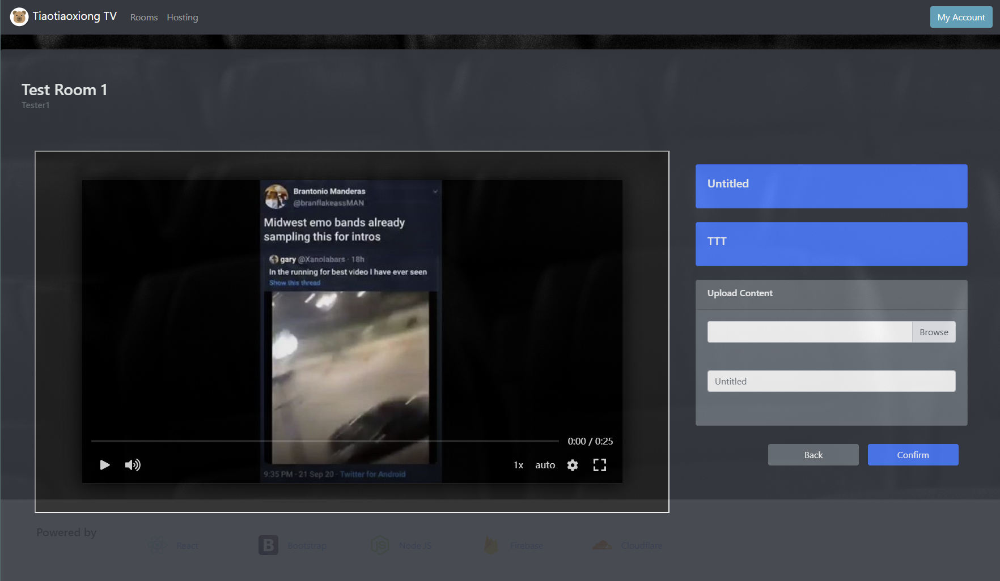 Tiaotiaoxiong TV
Rooms
Hosting
My Account
Test Room 1
Tester1
Brantonio Manderas
@branflakeassMAN
Midwest emo bands already
sampling this for intros
gary @Xanolabars · 18h
In the running for best video I have ever seen
Show this thread
0:00 / 0:25
1x
auto
9:35 PM · 21 Sep 20 · Twitter for Android
Untitled
TTT
Upload Content
Browse
Untitled
Back
Confirm
Powered by
React
B
Bootstrap
JS
Node JS
Firebase
Cloudflare